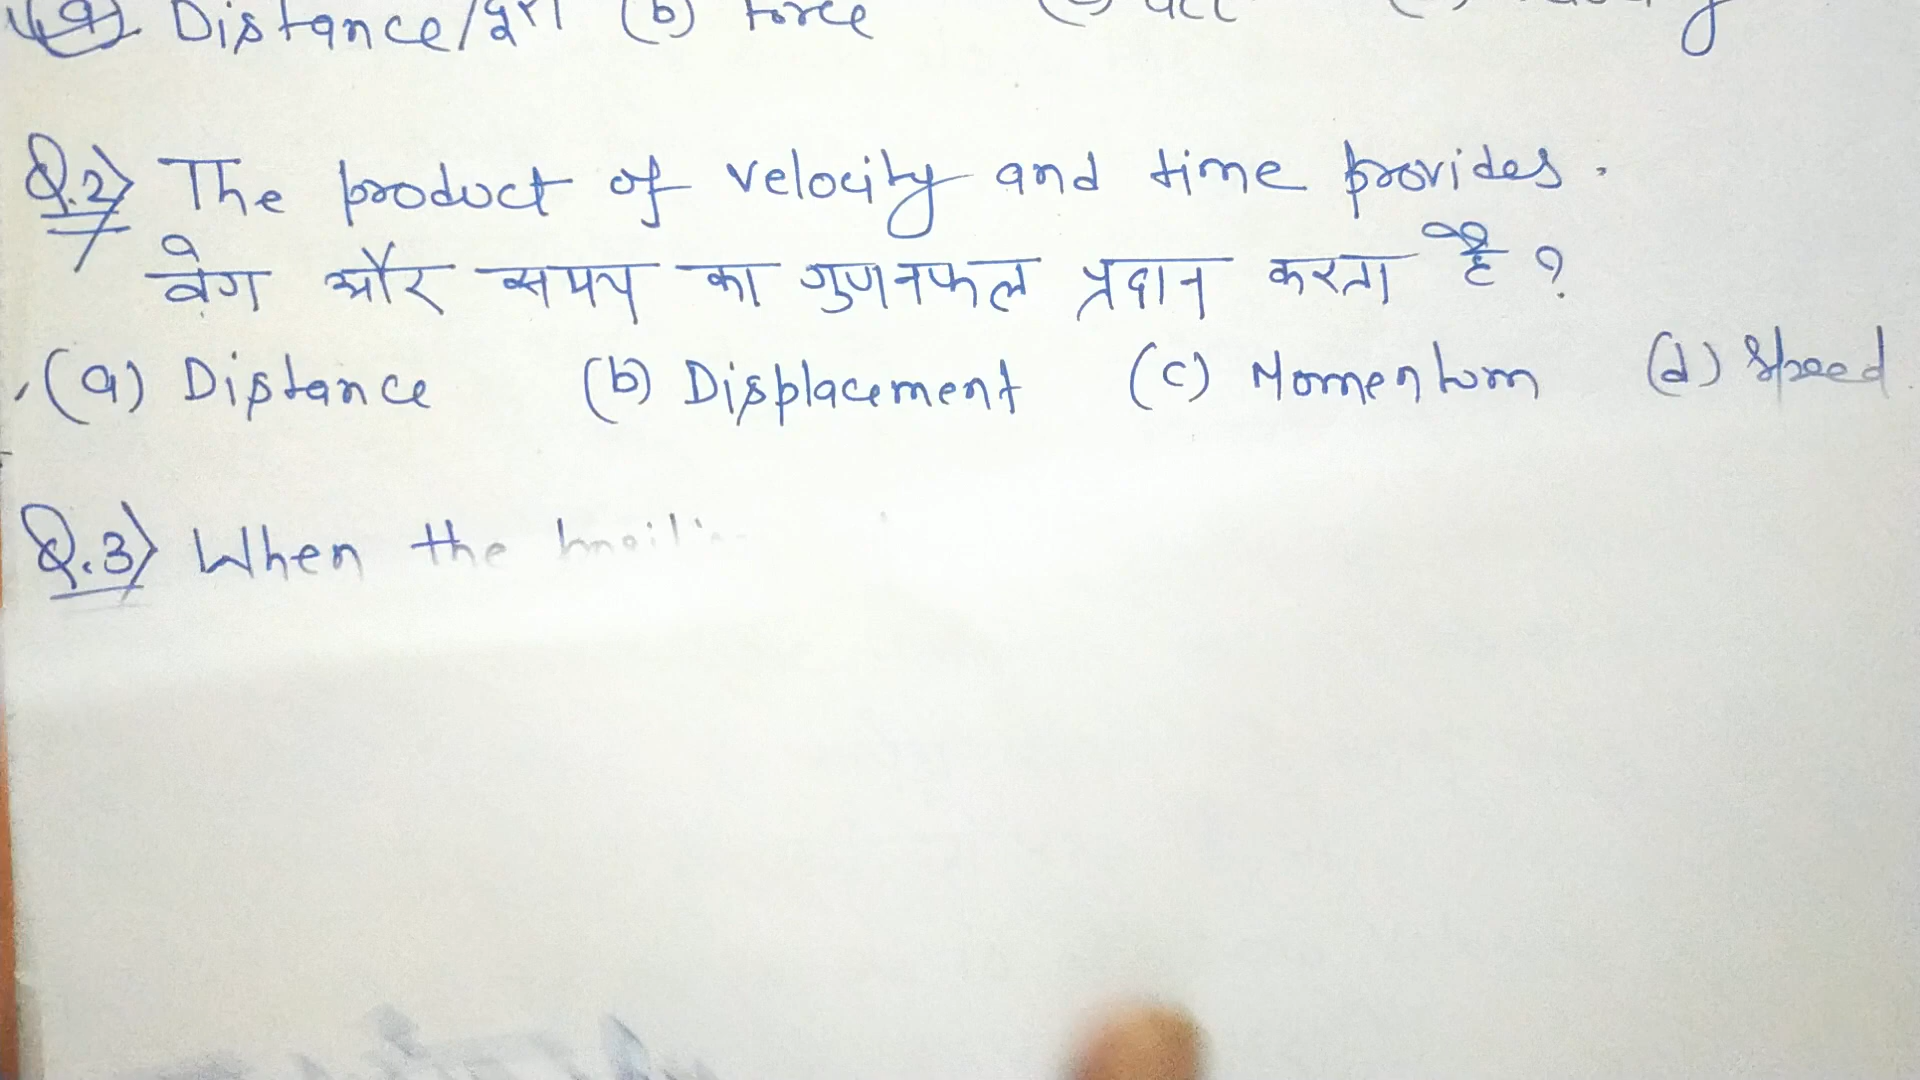 (a) Distance/दूरी (b) Force
Q.2) The product of velocity and time provides.
वेग और समय का गुणनफल प्रदान करता है ?
(a) Distance (b) Displacement (c) Momentum (d) Speed
Q.3) When the